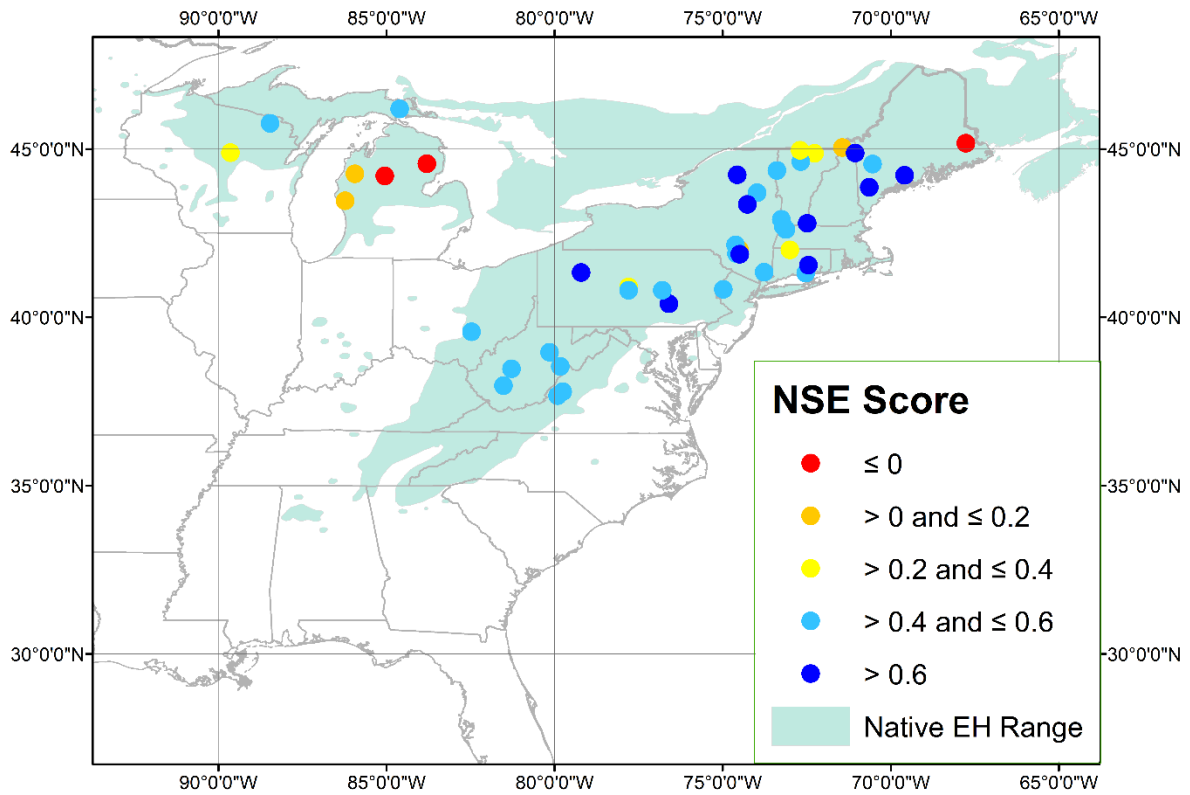 90°0'0"W 85°0'0"W 80°0'0"W 75°0'0"W 70°0'0"W 65°0'0"W
45°0'0"N 45°0'0"N
40°0'0"N 40°0'0"N
35°0'0"N 35°0'0"N
30°0'0"N 30°0'0"N
NSE Score
≤ 0
> 0 and ≤ 0.2
> 0.2 and ≤ 0.4
> 0.4 and ≤ 0.6
> 0.6
Native EH Range
90°0'0"W 85°0'0"W 80°0'0"W 75°0'0"W 70°0'0"W 65°0'0"W